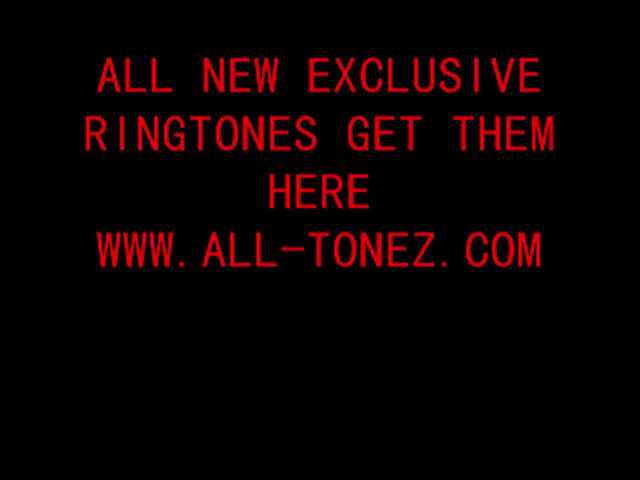 ALL NEW EXCLUSIVE
RINGTONES GET THEM
HERE
WWW.ALL-TONEZ.COM